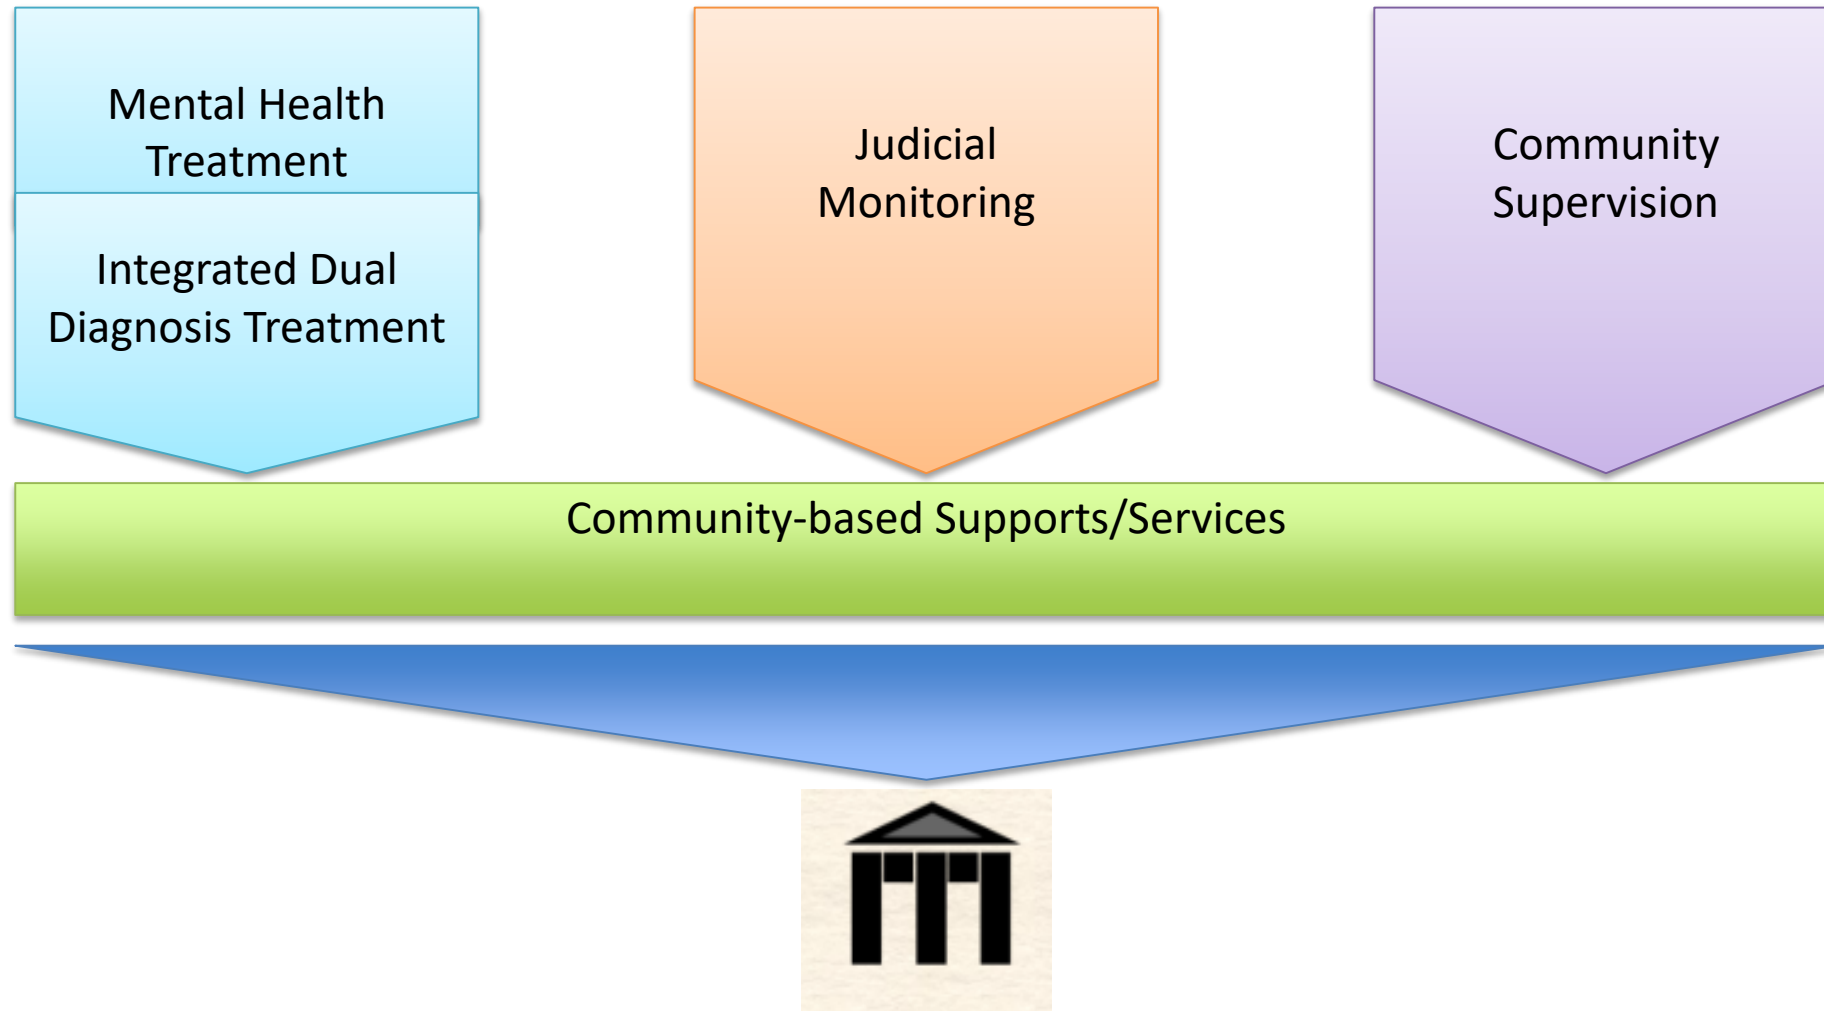 Mental Health
Treatment
Integrated Dual
Diagnosis Treatment
Judicial
Monitoring
Community
Supervision
Community-based Supports/Services